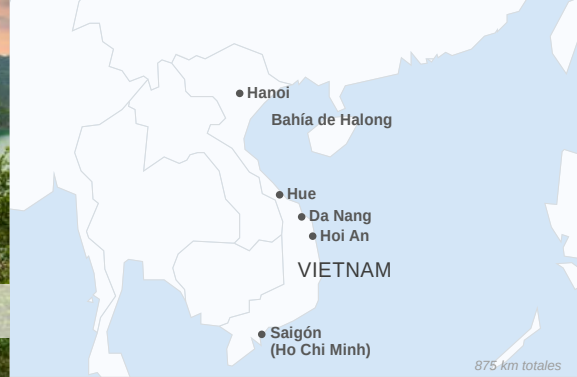 Hanoi
Bahía de Halong
Hue
Da Nang
Hoi An
VIETNAM
Saigón
(Ho Chi Minh)
875 km totales